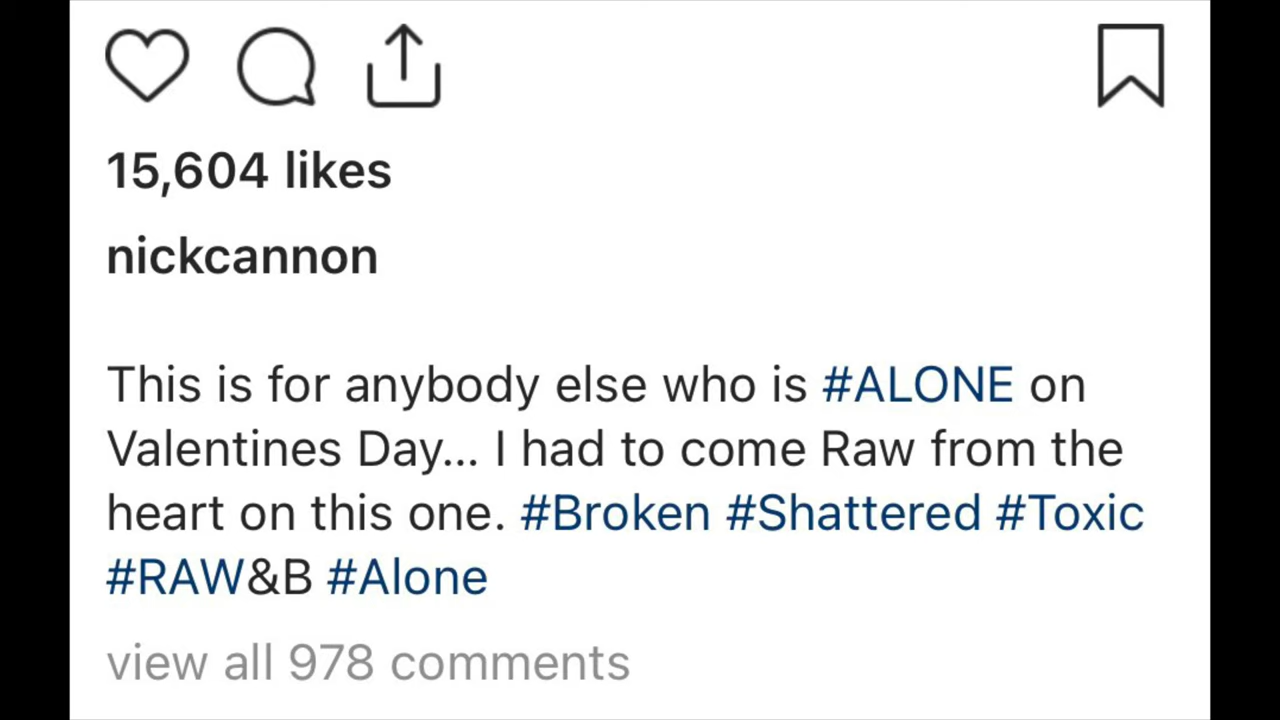 15,604 likes
nickcannon
This is for anybody else who is #ALONE on
Valentines Day... I had to come Raw from the
heart on this one. #Broken #Shattered #Toxic
#RAW&B #Alone
view all 978 comments